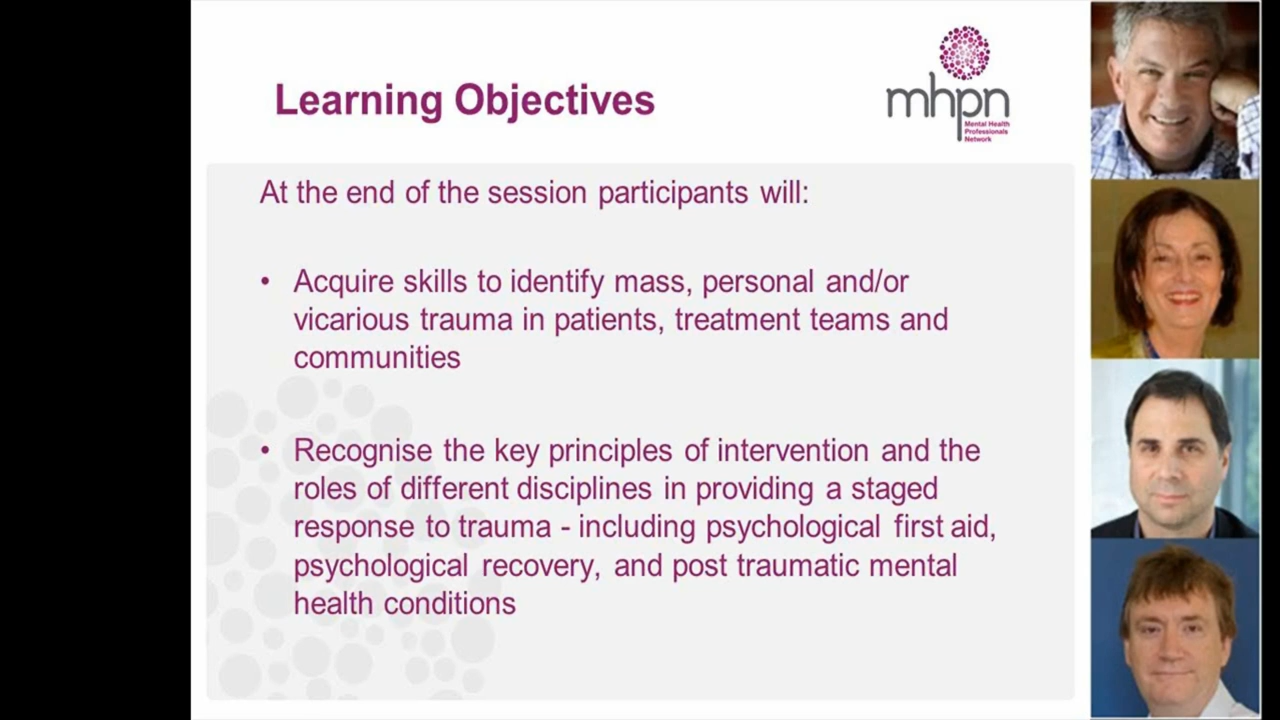 Learning Objectives
mhpn
Mental Health
Professionals
Network
At the end of the session participants will:
• Acquire skills to identify mass, personal and/or
vicarious trauma in patients, treatment teams and
communities
• Recognise the key principles of intervention and the
roles of different disciplines in providing a staged
response to trauma - including psychological first aid,
psychological recovery, and post traumatic mental
health conditions